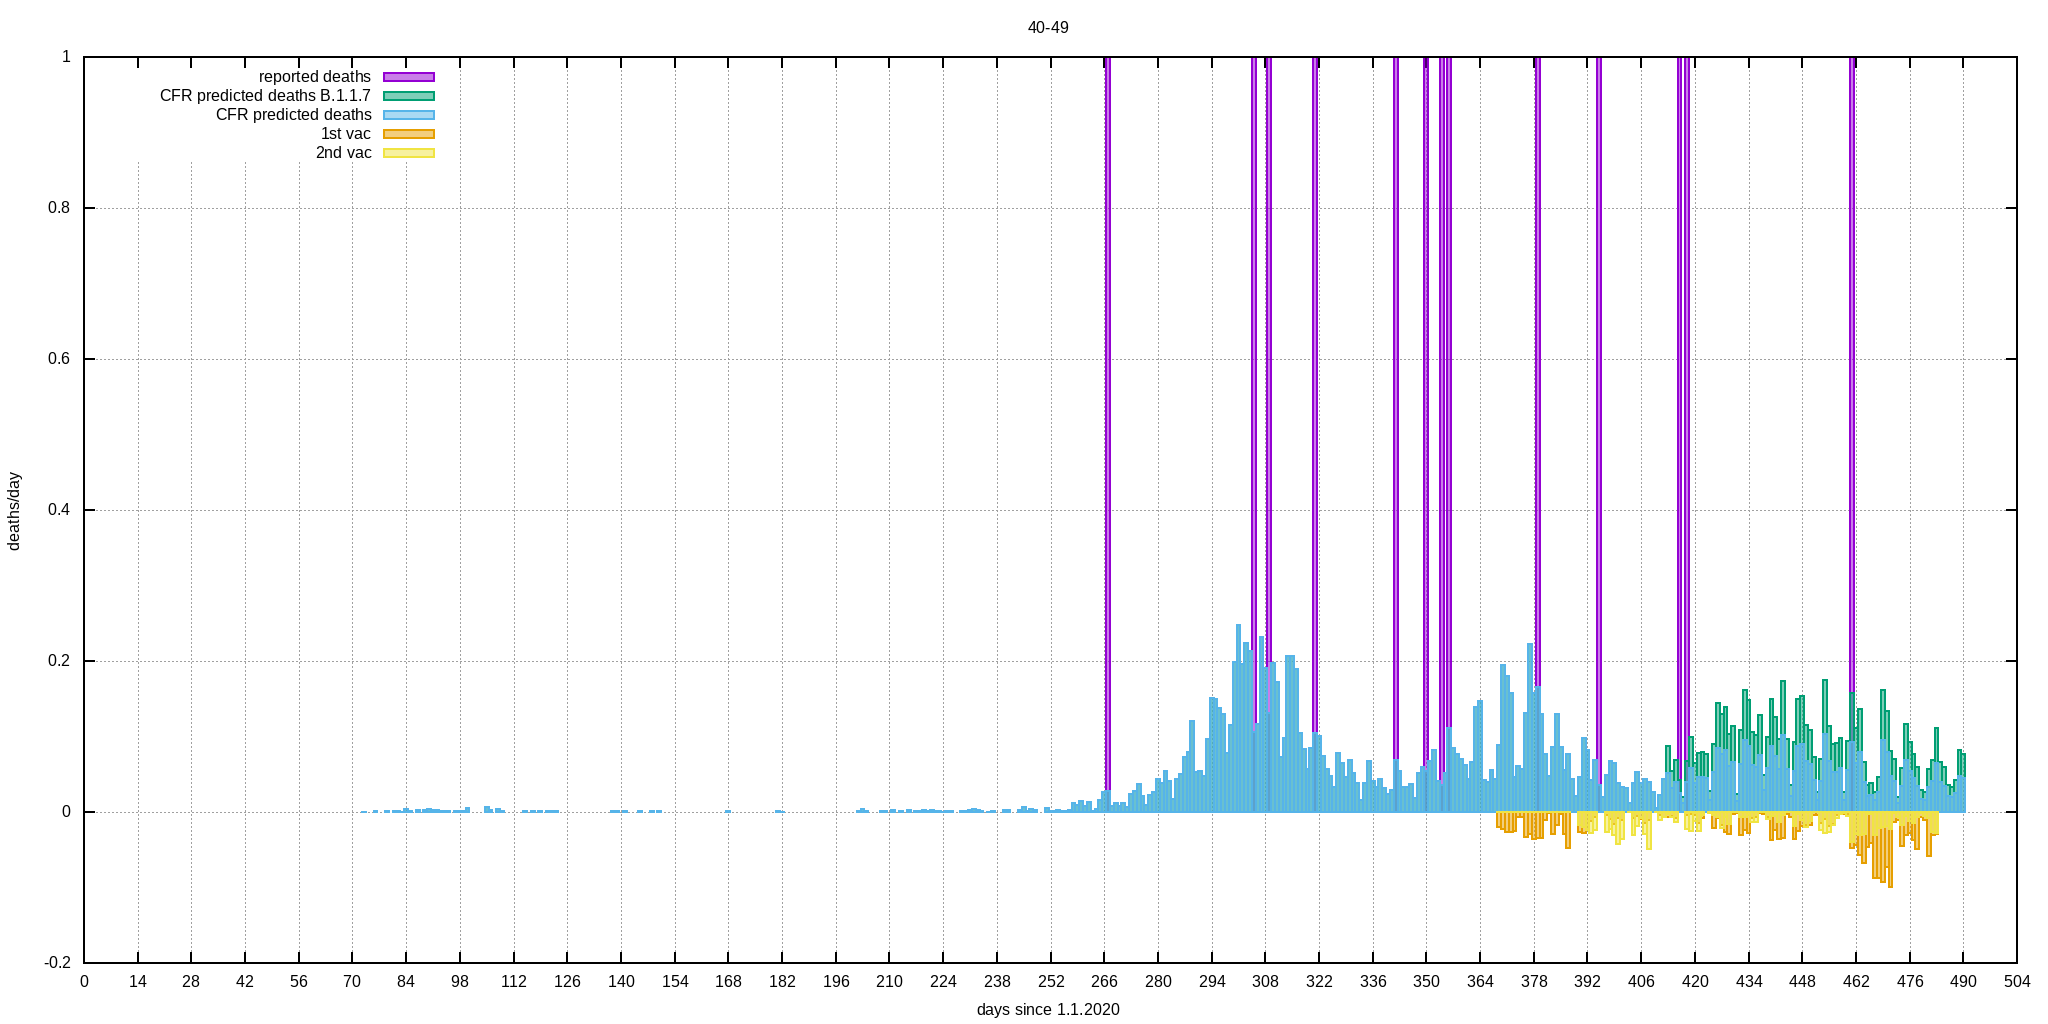 40-49
reported deaths
CFR predicted deaths B.1.1.7
CFR predicted deaths
1st vac
2nd vac
1
0.8
0.6
0.4
0.2
0
-0.2
deaths/day
0 14 28 42 56 70 84 98 112 126 140 154 168 182 196 210 224 238 252 266 280 294 308 322 336 350 364 378 392 406 420 434 448 462 476 490 504
days since 1.1.2020